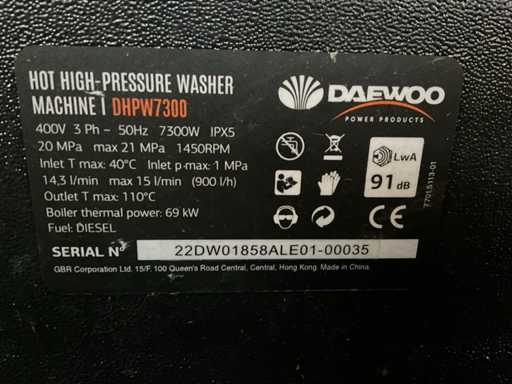 HOT HIGH-PRESSURE WASHER
MACHINE | DHPW7300
400V 3 Ph – 50Hz 7300W IPX5
20 MPa max 21 MPa 1450RPM
Inlet T max: 40°C Inlet p max: 1 MPa
14,3 l/min max 15 l/min (900 l/h)
Outlet T max: 110°C
Boiler thermal power: 69 kW
Fuel: DIESEL
DAEWOO
POWER PRODUCTS
LwA
91 dB
CE
SERIAL Nº 22DW01858ALE01-00035
GBR Corporation Ltd. 15/F. 100 Queen's Road Central, Central, Hong Kong. Made in China.